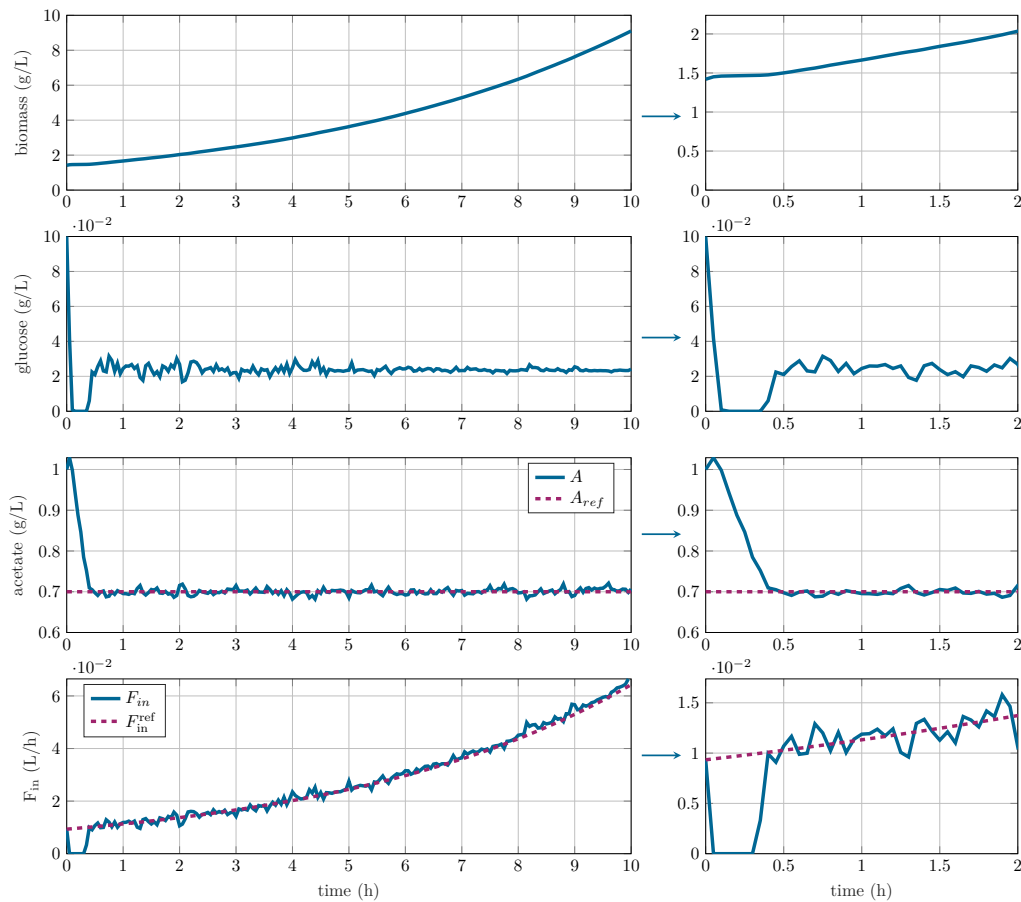 biomass (g/L)
10
8
6
4
2
0
0 1 2 3 4 5 6 7 8 9 10
2
1.5
1
0.5
0
0 0.5 1 1.5 2
glucose (g/L)
·10⁻²
10
8
6
4
2
0
0 1 2 3 4 5 6 7 8 9 10
·10⁻²
10
8
6
4
2
0
0 0.5 1 1.5 2
acetate (g/L)
1
0.9
0.8
0.7
0.6
A
A_ref
0 1 2 3 4 5 6 7 8 9 10
1
0.9
0.8
0.7
0.6
0 0.5 1 1.5 2
F_in (L/h)
·10⁻²
6
4
2
0
F_in
F_in^ref
0 1 2 3 4 5 6 7 8 9 10
time (h)
·10⁻²
1.5
1
0.5
0
0 0.5 1 1.5 2
time (h)